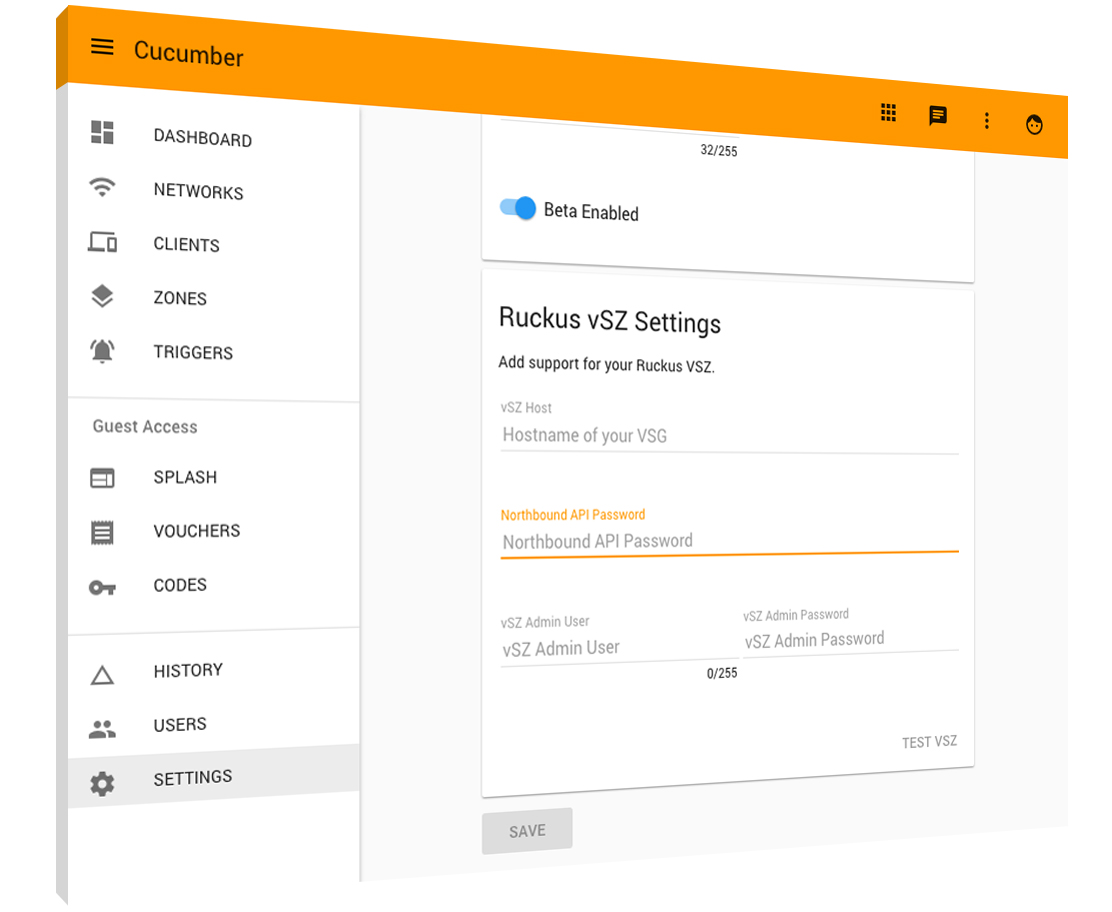 Cucumber
DASHBOARD
NETWORKS
CLIENTS
ZONES
TRIGGERS
Guest Access
SPLASH
VOUCHERS
CODES
HISTORY
USERS
SETTINGS
32/255
Beta Enabled
Ruckus vSZ Settings
Add support for your Ruckus VSZ.
vSZ Host
Hostname of your VSG
Northbound API Password
Northbound API Password
vSZ Admin User
vSZ Admin Password
vSZ Admin User
vSZ Admin Password
0/255
TEST VSZ
SAVE